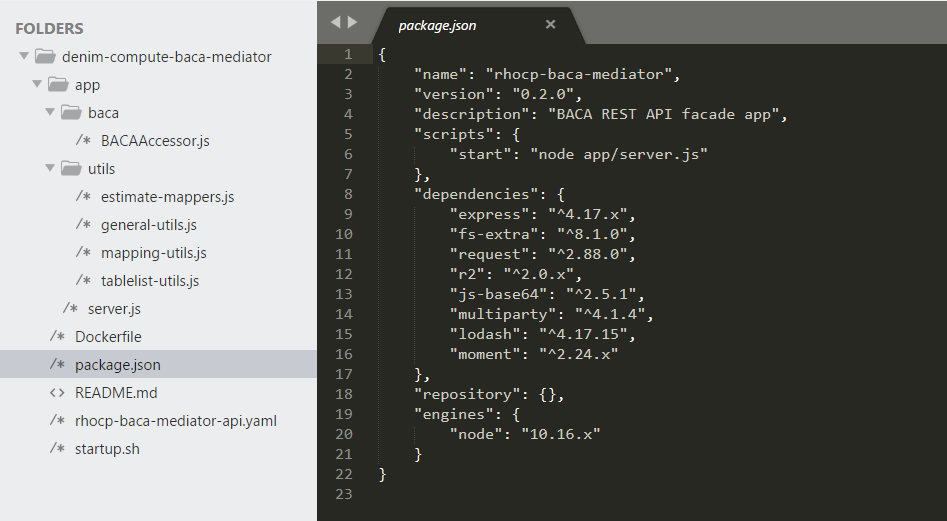 FOLDERS
denim-compute-baca-mediator
app
baca
/* BACAAccessor.js
utils
/* estimate-mappers.js
/* general-utils.js
/* mapping-utils.js
/* tablelist-utils.js
/* server.js
/* Dockerfile
/* package.json
<> README.md
/* rhocp-baca-mediator-api.yaml
/* startup.sh
package.json ×
1 {
2 "name": "rhocp-baca-mediator",
3 "version": "0.2.0",
4 "description": "BACA REST API facade app",
5 "scripts": {
6 "start": "node app/server.js"
7 },
8 "dependencies": {
9 "express": "^4.17.x",
10 "fs-extra": "^8.1.0",
11 "request": "^2.88.0",
12 "r2": "^2.0.x",
13 "js-base64": "^2.5.1",
14 "multiparty": "^4.1.4",
15 "lodash": "^4.17.15",
16 "moment": "^2.24.x"
17 },
18 "repository": {},
19 "engines": {
20 "node": "10.16.x"
21 }
22 }
23